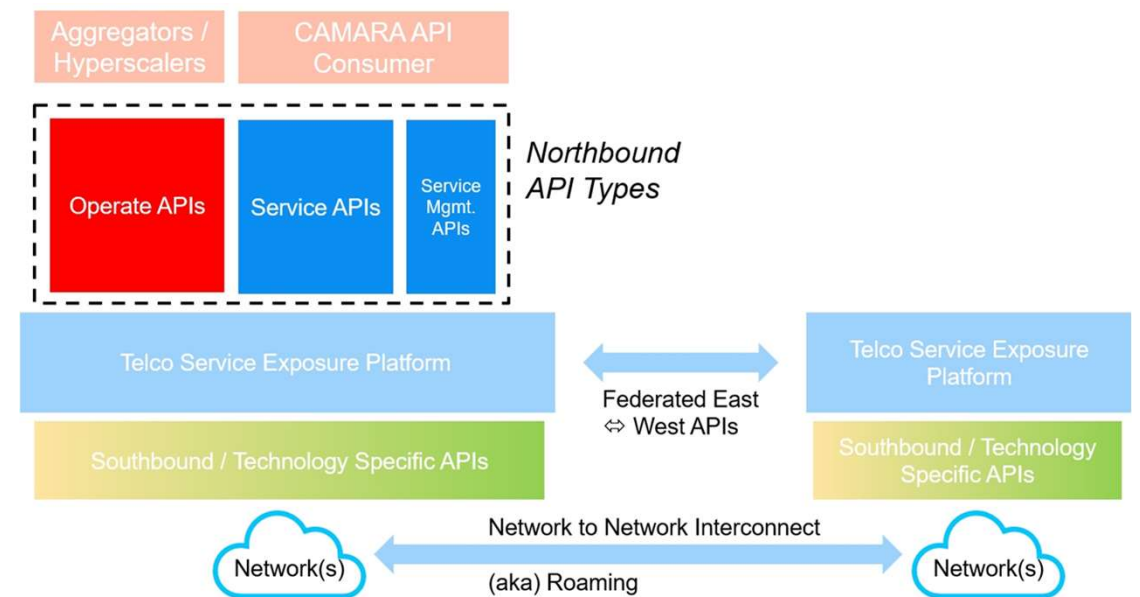 Aggregators /
Hyperscalers
CAMARA API
Consumer
Operate APIs
Service APIs
Service
Mgmt.
APIs
Northbound
API Types
Telco Service Exposure Platform
Federated East
⇔ West APIs
Telco Service Exposure
Platform
Southbound / Technology Specific APIs
Southbound / Technology
Specific APIs
Network(s)
Network to Network Interconnect
(aka) Roaming
Network(s)